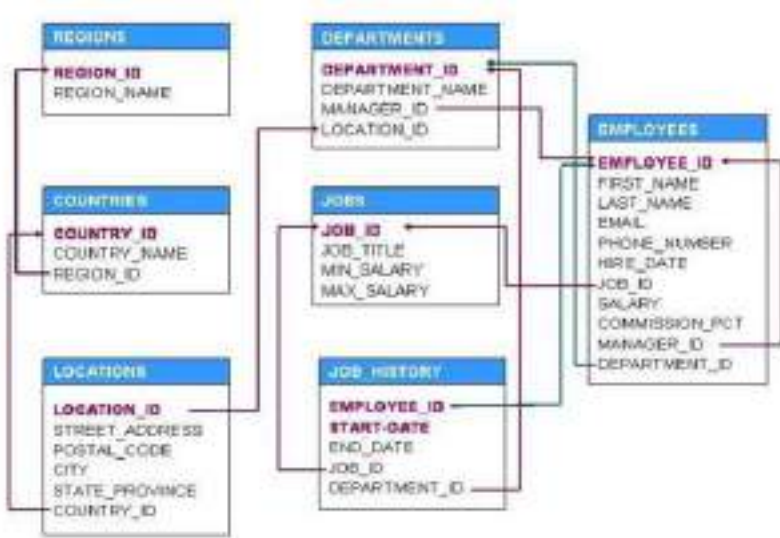 REGIONS
REGION_ID
REGION_NAME
COUNTRIES
COUNTRY_ID
COUNTRY_NAME
REGION_ID
LOCATIONS
LOCATION_ID
STREET_ADDRESS
POSTAL_CODE
CITY
STATE_PROVINCE
COUNTRY_ID
DEPARTMENTS
DEPARTMENT_ID
DEPARTMENT_NAME
MANAGER_ID
LOCATION_ID
JOBS
JOB_ID
JOB_TITLE
MIN_SALARY
MAX_SALARY
JOB_HISTORY
EMPLOYEE_ID
START-DATE
END_DATE
JOB_ID
DEPARTMENT_ID
EMPLOYEES
EMPLOYEE_ID
FIRST_NAME
LAST_NAME
EMAIL
PHONE_NUMBER
HIRE_DATE
JOB_ID
SALARY
COMMISSION_PCT
MANAGER_ID
DEPARTMENT_ID